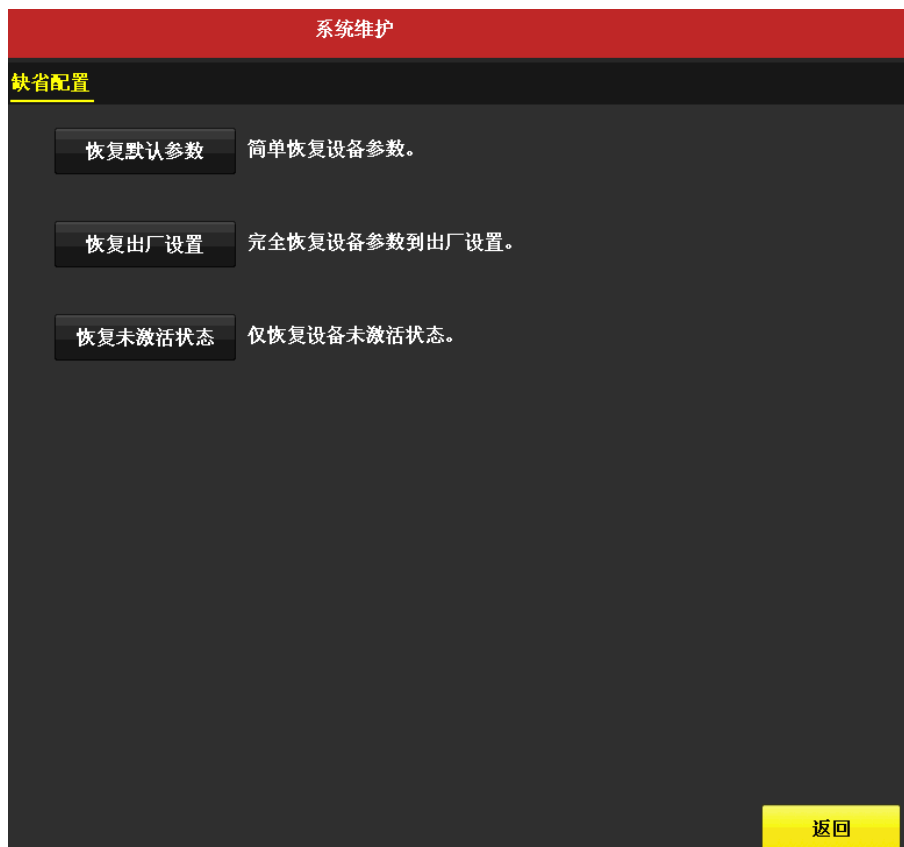 系统维护
缺省配置
恢复默认参数 简单恢复设备参数。
恢复出厂设置 完全恢复设备参数到出厂设置。
恢复未激活状态 仅恢复设备未激活状态。
返回